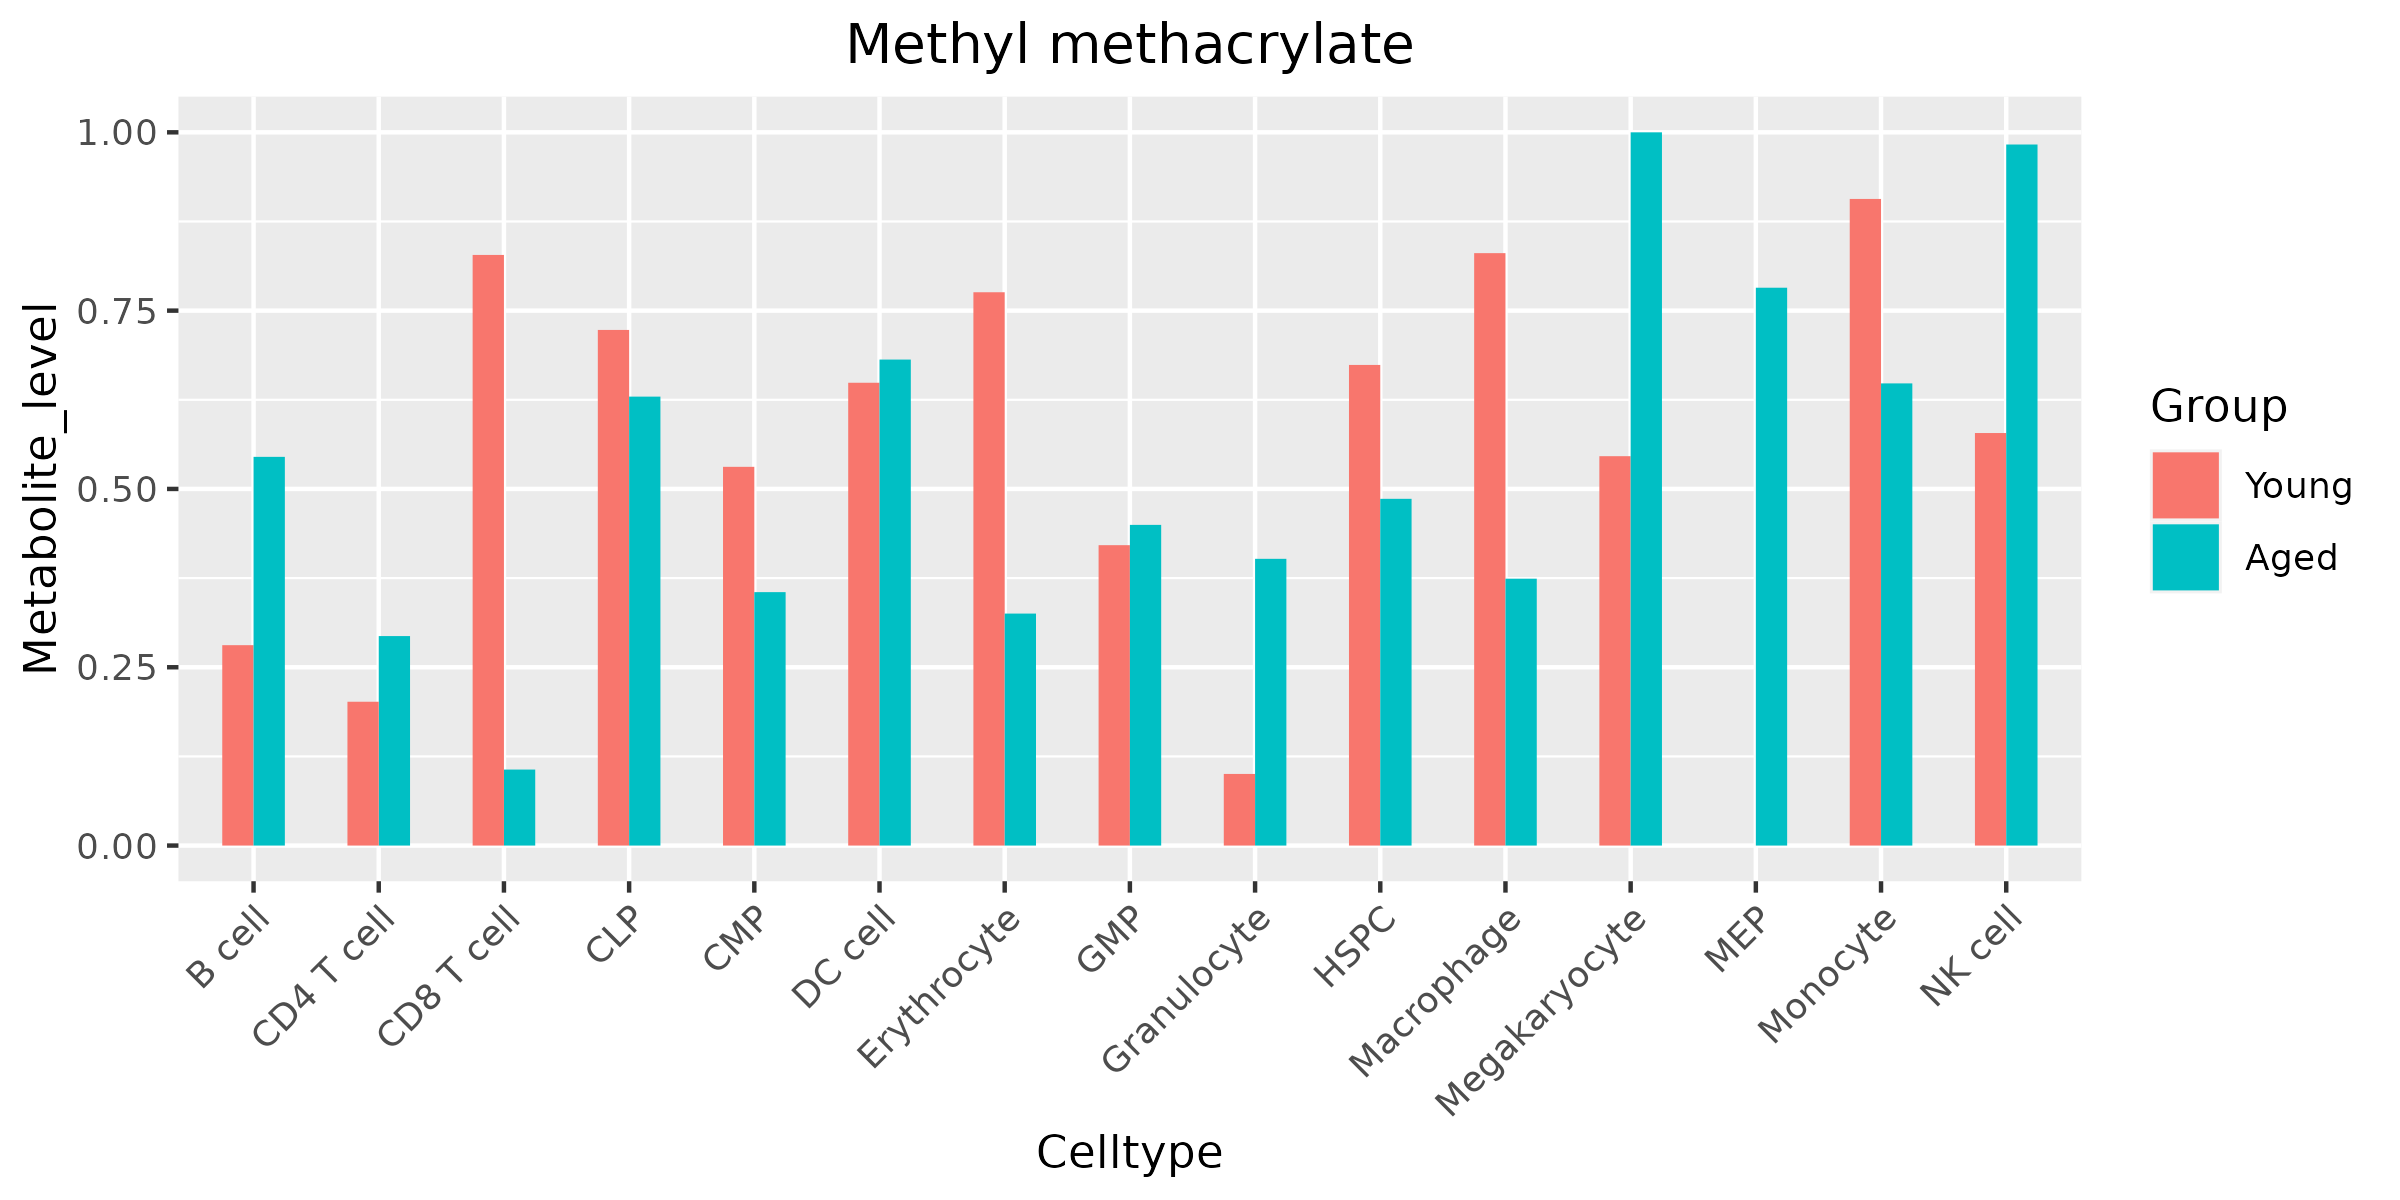 Methyl methacrylate
Metabolite_level
1.00
0.75
0.50
0.25
0.00
B cell
CD4 T cell
CD8 T cell
CLP
CMP
DC cell
Erythrocyte
GMP
Granulocyte
HSPC
Macrophage
Megakaryocyte
MEP
Monocyte
NK cell
Celltype
Group
Young
Aged